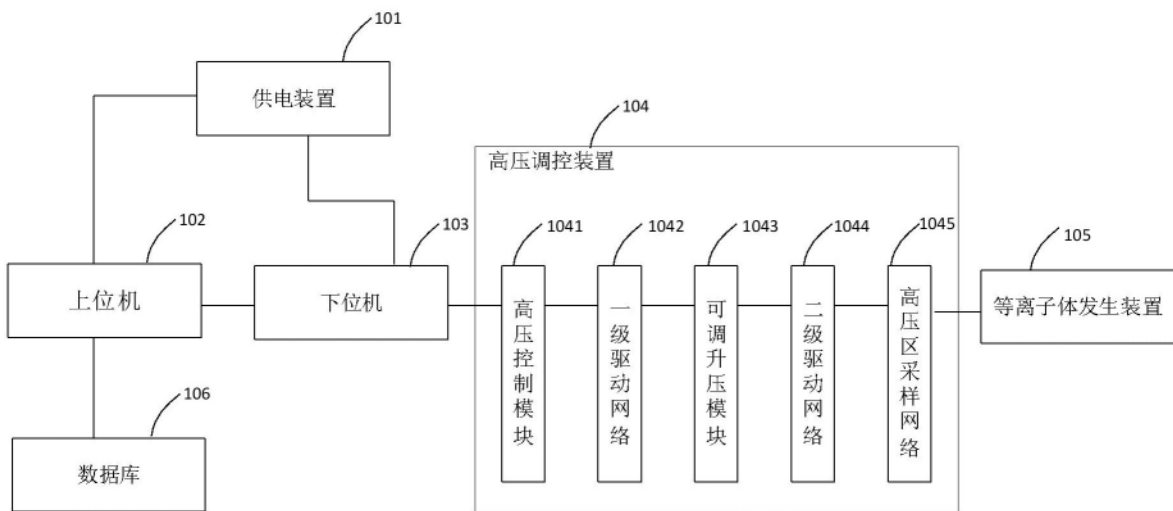 101
供电装置
104
高压调控装置
102
103
1041
1042
1043
1044
1045
105
上位机
下位机
高压控制模块
一级驱动网络
可调升压模块
二级驱动网络
高压区采样网络
等离子体发生装置
106
数据库